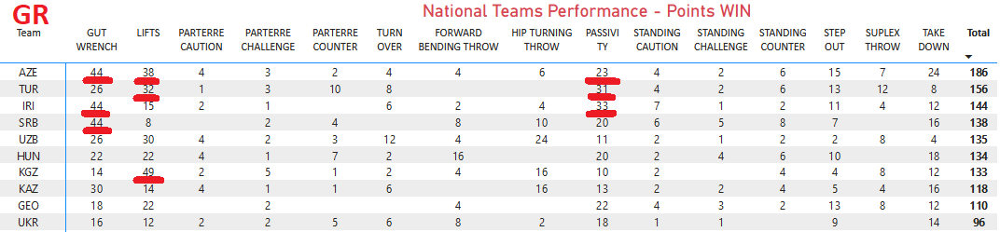 GR
National Teams Performance - Points WIN
Team GUT WRENCH LIFTS PARTERRE CAUTION PARTERRE CHALLENGE PARTERRE COUNTER TURN OVER FORWARD BENDING THROW HIP TURNING THROW PASSIVI TY STANDING CAUTION STANDING CHALLENGE STANDING COUNTER STEP OUT SUPLEX THROW TAKE DOWN Total
AZE 44 38 4 3 2 4 4 6 23 4 2 6 15 7 24 186
TUR 26 32 1 3 10 8 31 4 2 6 13 12 8 156
IRI 44 15 2 1 6 2 4 33 7 1 2 11 4 12 144
SRB 44 8 2 4 8 10 20 6 5 8 7 16 138
UZB 26 30 4 2 3 12 4 24 11 2 1 2 2 8 4 135
HUN 22 22 4 1 7 2 16 20 2 4 6 10 18 134
KGZ 14 49 2 5 1 2 4 16 10 2 4 4 8 12 133
KAZ 30 14 4 1 1 6 16 13 2 2 4 5 4 16 118
GEO 18 22 2 4 22 4 3 2 13 8 12 110
UKR 16 12 2 2 5 6 8 2 18 1 1 9 14 96